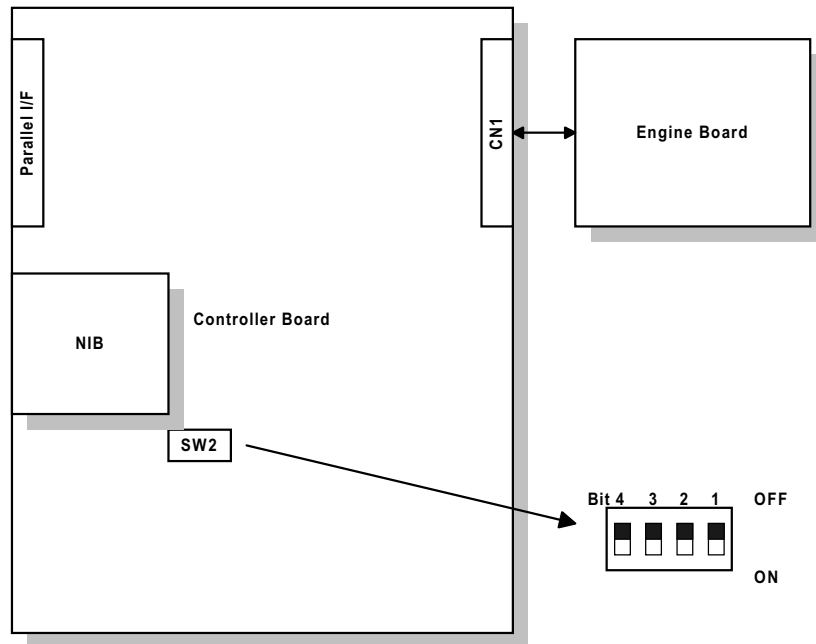 Parallel I/F
CN1
Engine Board
Controller Board
NIB
SW2
Bit 4 3 2 1 OFF
ON